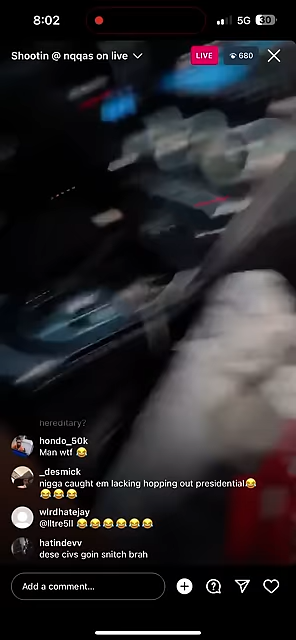 8:02
5G 30
Shootin @ nqqas on live
LIVE
680
hereditary?
hondo_50k
Man wtf 😂
_desmick
nigga caught em lacking hopping out presidential😂
😂😂😂
wlrdhatejay
@lltre5ll 😂😂😂😂😂😂
hatindevv
dese civs goin snitch brah
Add a comment...